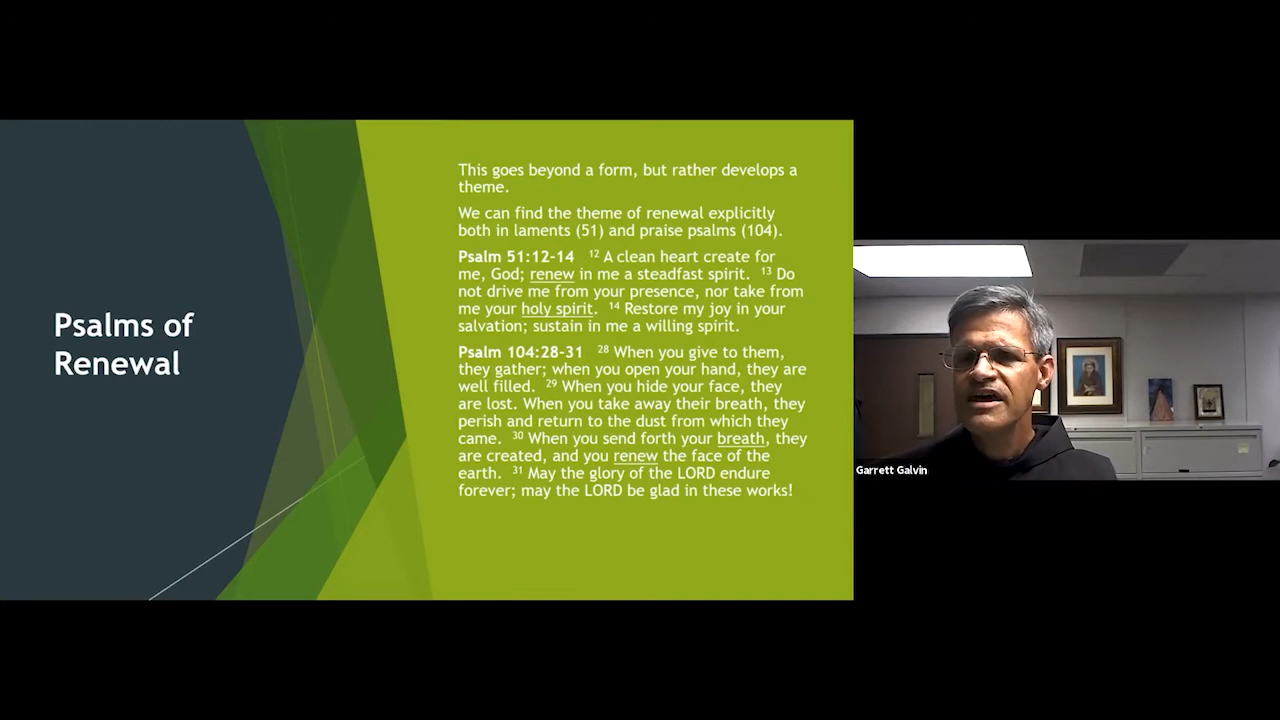 Psalms of
Renewal
This goes beyond a form, but rather develops a
theme.
We can find the theme of renewal explicitly
both in laments (51) and praise psalms (104).
Psalm 51:12-14 12 A clean heart create for
me, God; renew in me a steadfast spirit. 13 Do
not drive me from your presence, nor take from
me your holy spirit. 14 Restore my joy in your
salvation; sustain in me a willing spirit.
Psalm 104:28-31 28 When you give to them,
they gather; when you open your hand, they are
well filled. 29 When you hide your face, they
are lost. When you take away their breath, they
perish and return to the dust from which they
came. 30 When you send forth your breath, they
are created, and you renew the face of the
earth. 31 May the glory of the LORD endure
forever; may the LORD be glad in these works!
Garrett Galvin